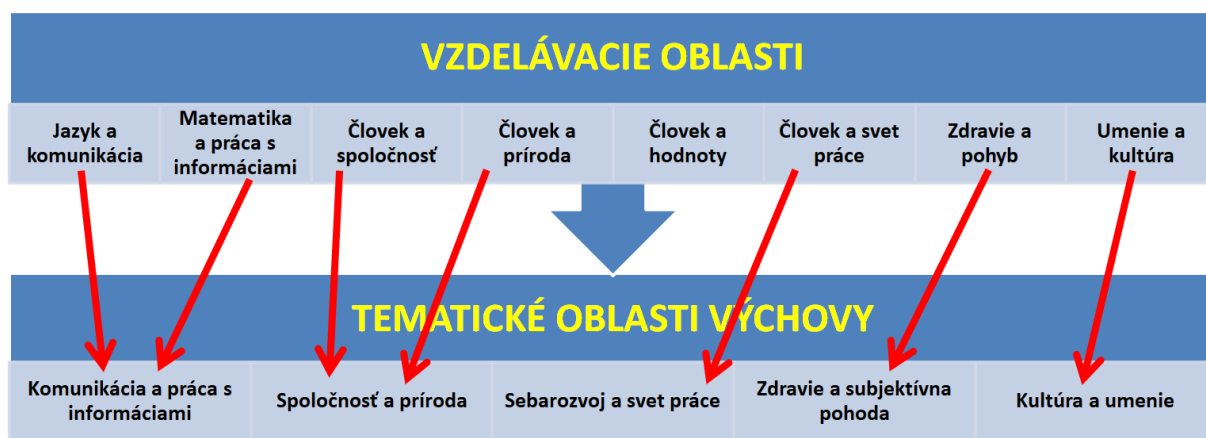 VZDELÁVACIE OBLASTI
Jazyk a
komunikácia
Matematika
a práca s
informáciami
Človek a
spoločnosť
Človek a
príroda
Človek a
hodnoty
Človek a svet
práce
Zdravie a
pohyb
Umenie a
kultúra
TEMATICKÉ OBLASTI VÝCHOVY
Komunikácia a práca s
informáciami
Spoločnosť a príroda
Sebarozvoj a svet práce
Zdravie a subjektívna
pohoda
Kultúra a umenie